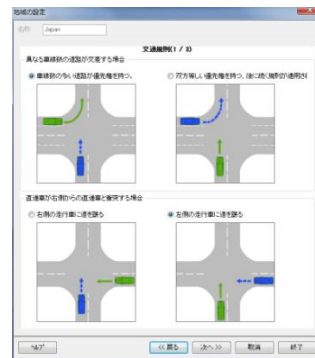 地域の設定
名称: Japan
交通規則(1 / 3)
異なる車線数の道路が交差する場合
車線数の多い道路が優先権を持つ。
双方等しい優先権を持つ。後に続く規則が適用され
直進車が右側からの直進車と衝突する場合
右側の走行車に道を譲る
左側の走行車に道を譲る
ヘルプ
<< 戻る
次へ >>
取消
終了